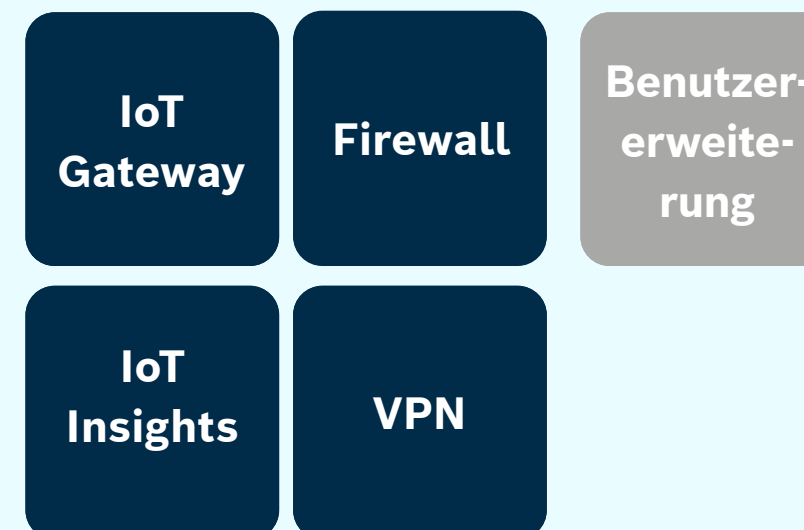 IoT
Gateway
Firewall
Benutzer-
erweite-
rung
IoT
Insights
VPN